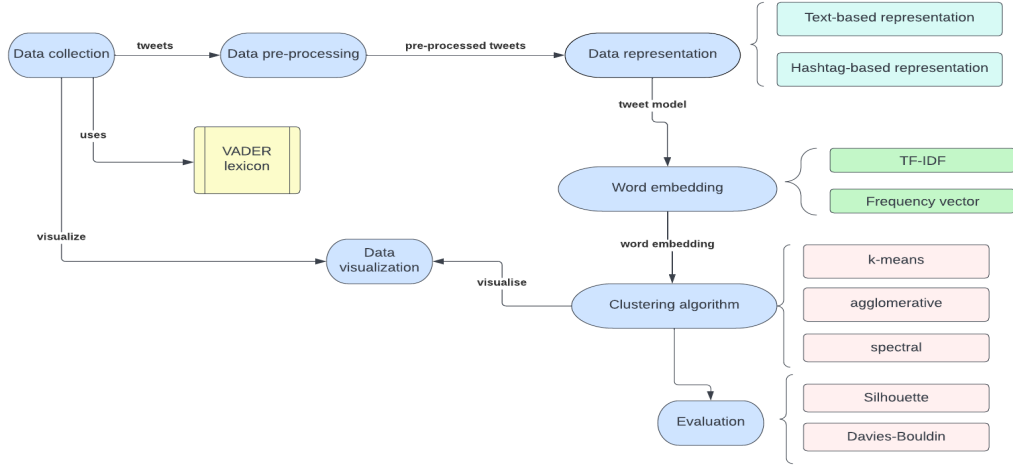 Text-based representation
Data collection
tweets
Data pre-processing
pre-processed tweets
Data representation
Hashtag-based representation
tweet model
uses
VADER
lexicon
TF-IDF
Word embedding
Frequency vector
visualize
Data
visualization
word embedding
k-means
visualise
Clustering algorithm
agglomerative
spectral
Silhouette
Evaluation
Davies-Bouldin